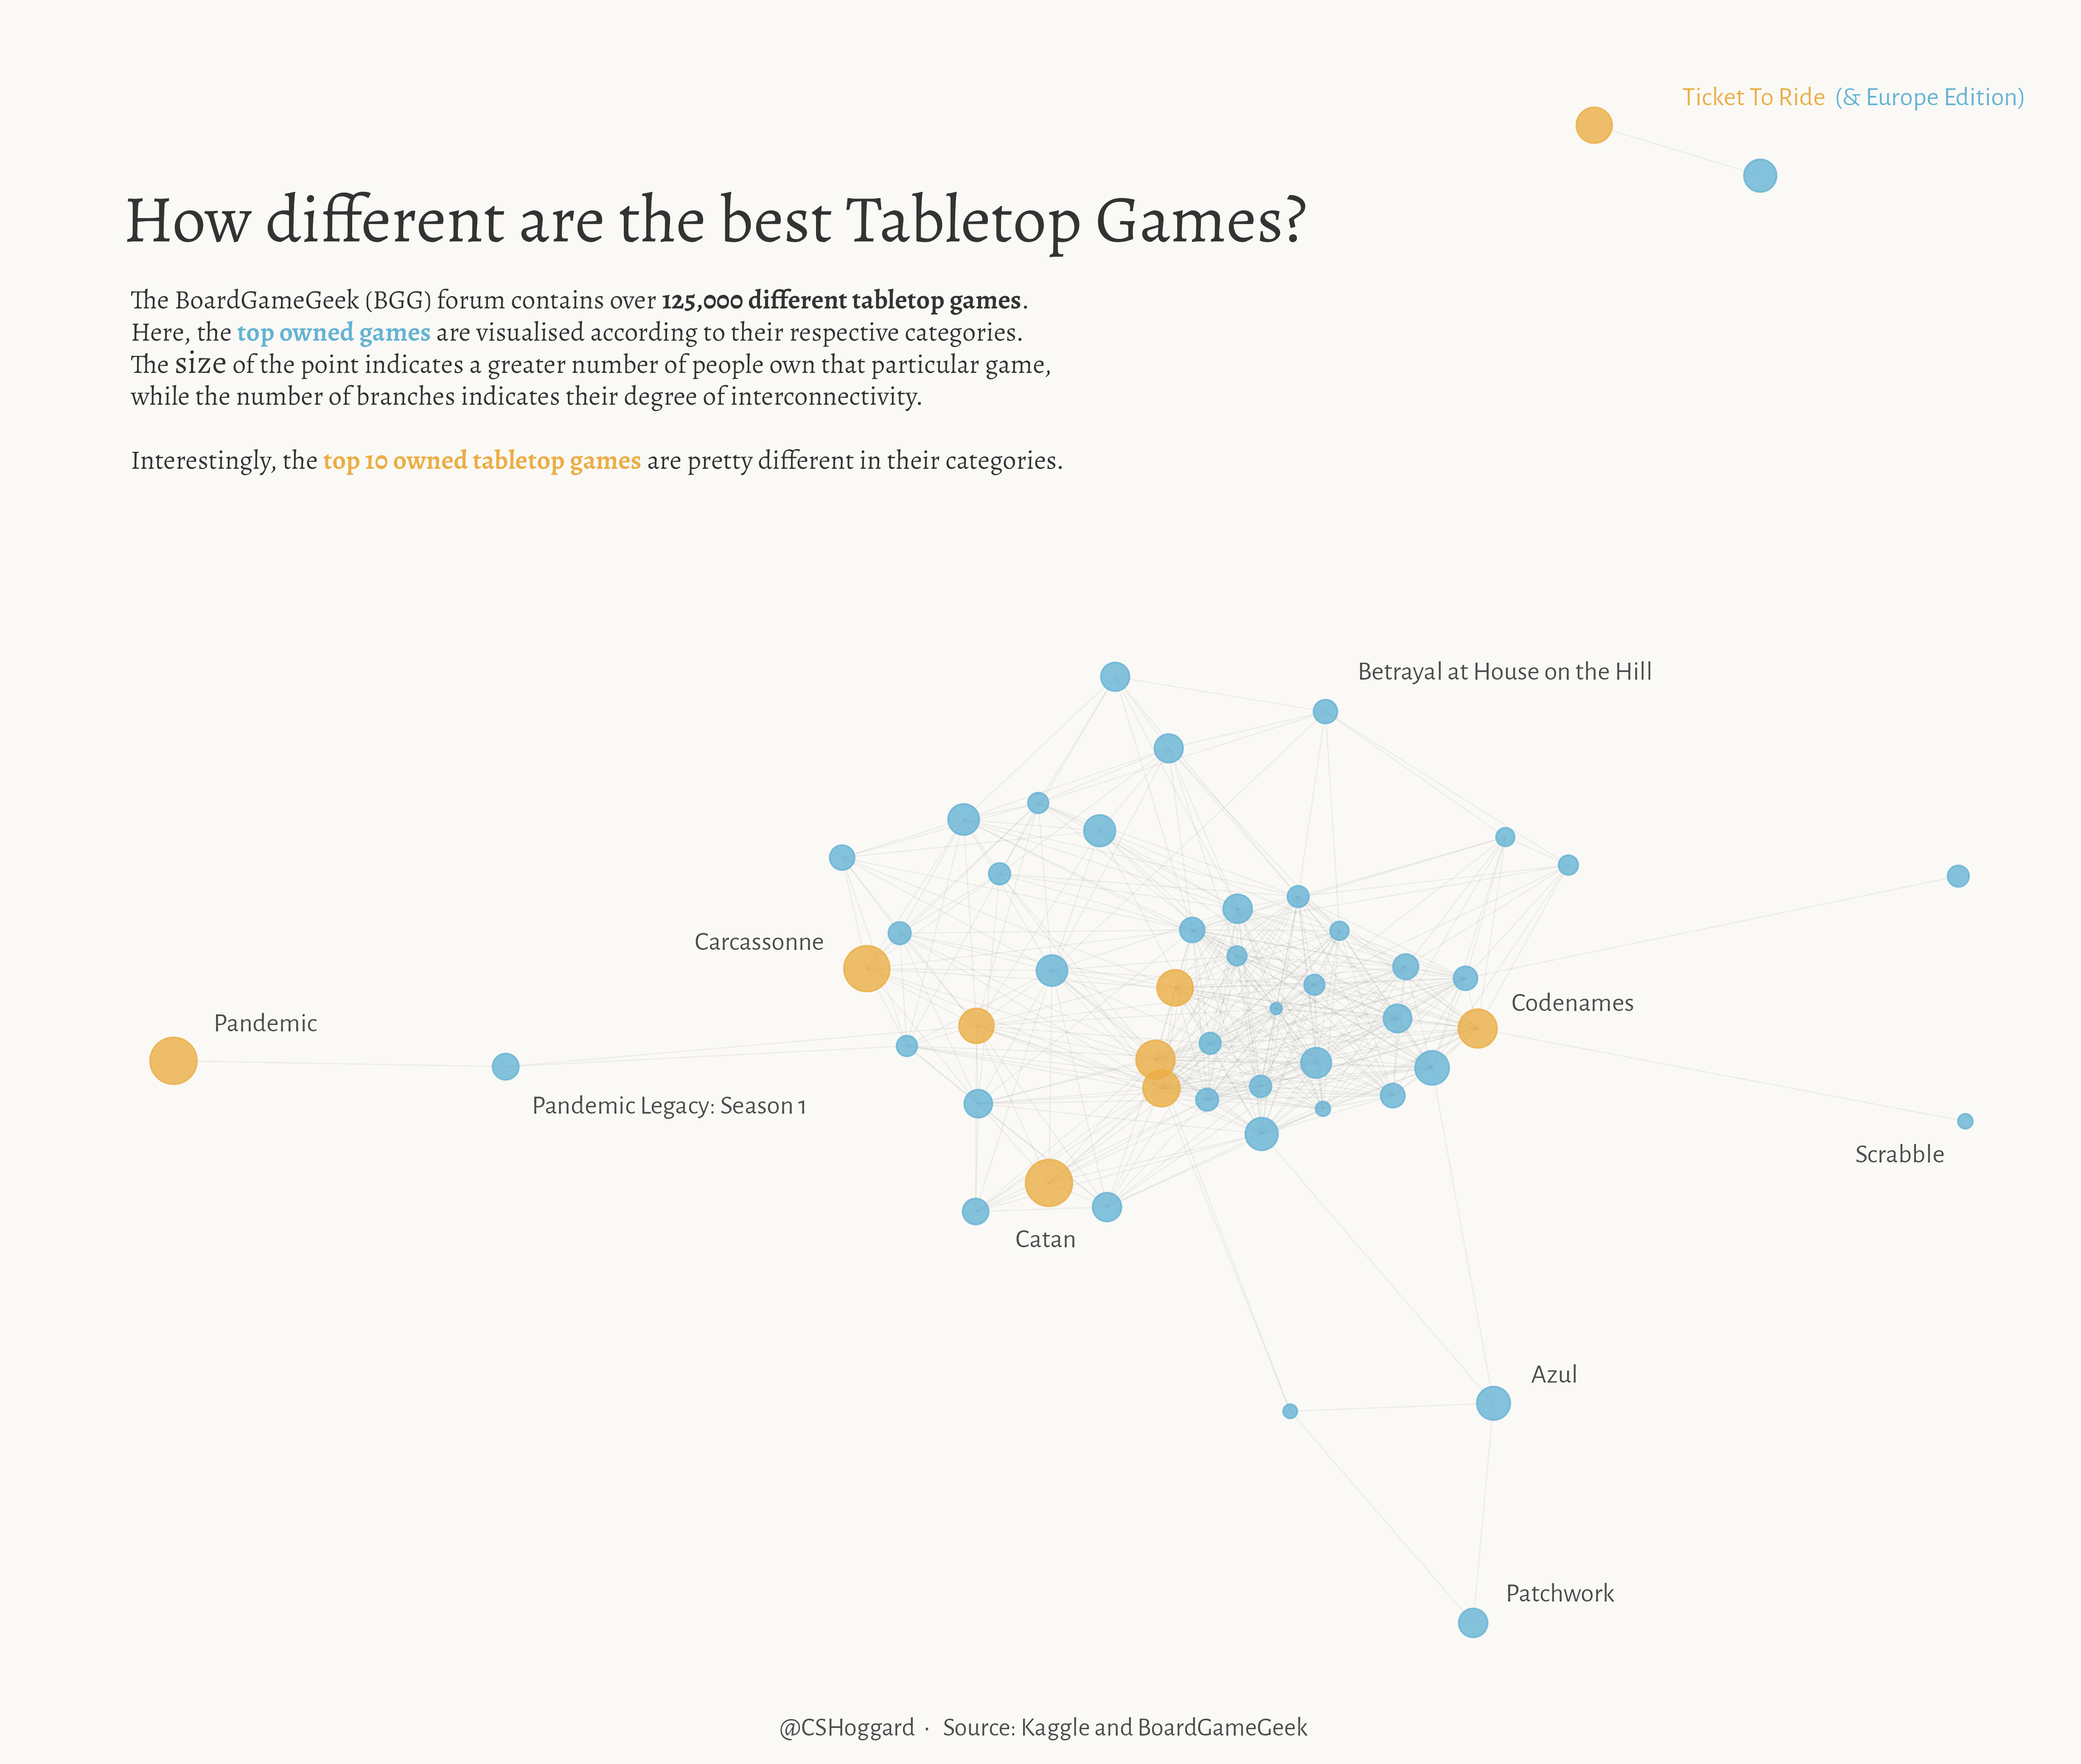 Ticket To Ride (& Europe Edition)
How different are the best Tabletop Games?
The BoardGameGeek (BGG) forum contains over 125,000 different tabletop games.
Here, the top owned games are visualised according to their respective categories.
The size of the point indicates a greater number of people own that particular game,
while the number of branches indicates their degree of interconnectivity.
Interestingly, the top 10 owned tabletop games are pretty different in their categories.
Betrayal at House on the Hill
Carcassonne
Codenames
Pandemic
Pandemic Legacy: Season 1
Scrabble
Catan
Azul
Patchwork
@CSHoggard · Source: Kaggle and BoardGameGeek